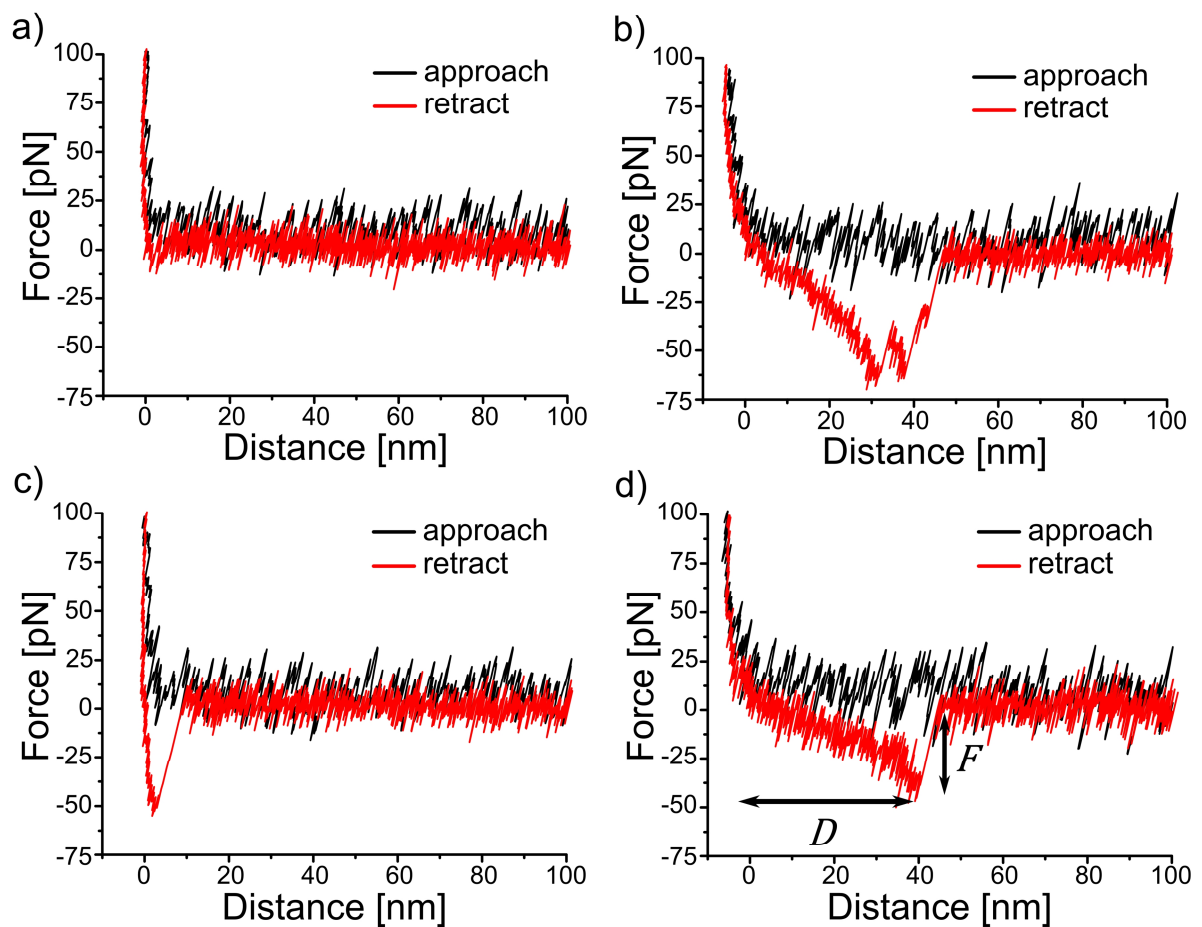 a)
100
75
50
25
0
-25
-50
-75
Force [pN]
approach
retract
0 20 40 60 80 100
Distance [nm]
b)
100
75
50
25
0
-25
-50
-75
Force [pN]
approach
retract
0 20 40 60 80 100
Distance [nm]
c)
100
75
50
25
0
-25
-50
-75
Force [pN]
approach
retract
0 20 40 60 80 100
Distance [nm]
d)
100
75
50
25
0
-25
-50
-75
Force [pN]
approach
retract
F
D
0 20 40 60 80 100
Distance [nm]